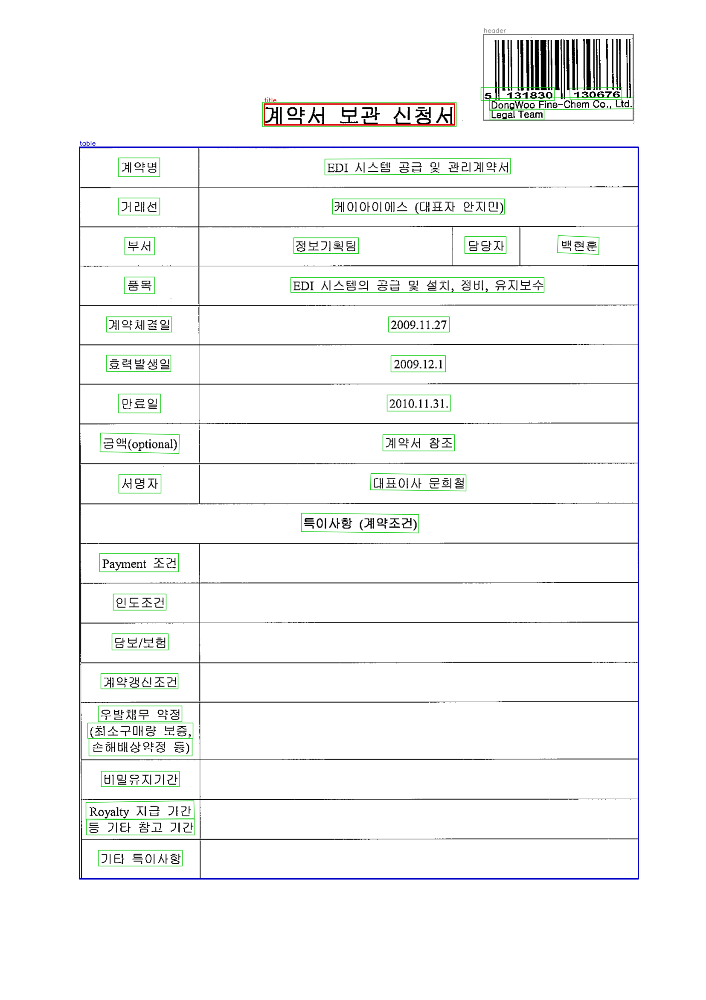 header
5 131830 130676
DongWoo Fine-Chem Co., Ltd.
Legal Team
title
계약서 보관 신청서
table
계약명 EDI 시스템 공급 및 관리계약서
거래선 케이아이에스 (대표자 안지민)
부서 정보기획팀 담당자 백현훈
품목 EDI 시스템의 공급 및 설치, 정비, 유지보수
계약체결일 2009.11.27
효력발생일 2009.12.1
만료일 2010.11.31.
금액(optional) 계약서 창조
서명자 대표이사 문희철
특이사항 (계약조건)
Payment 조건
인도조건
담보/보험
계약갱신조건
우발채무 약정
(최소구매량 보증,
손해배상약정 등)
비밀유지기간
Royalty 지급 기간
등 기타 참고 기간
기타 특이사항